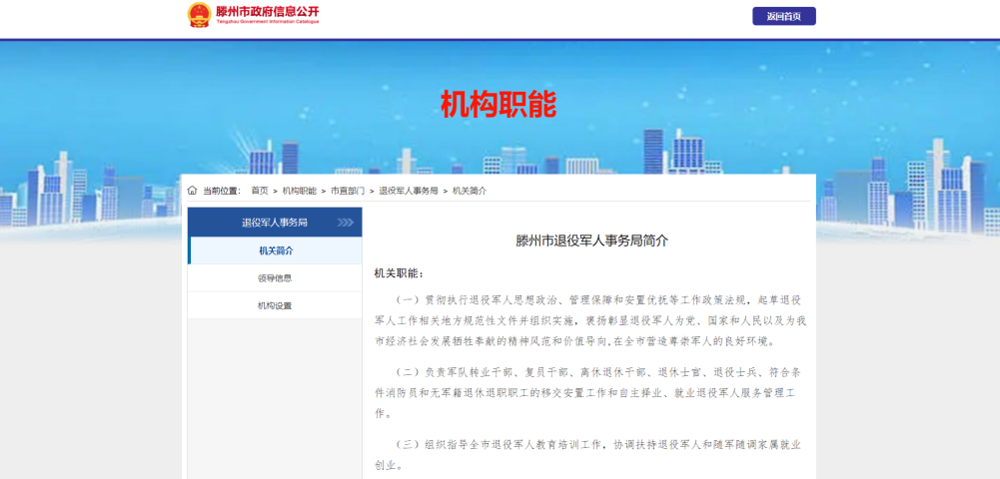 滕州市政府信息公开
Tengzhou Government Information Catalogue
返回首页
机构职能
当前位置： 首页 > 机构职能 > 市直部门 > 退役军人事务局 > 机关简介
退役军人事务局
机关简介
领导信息
机构设置
滕州市退役军人事务局简介
机关职能：
（一）贯彻执行退役军人思想政治、管理保障和安置优抚等工作政策法规，起草退役
军人工作相关地方规范性文件并组织实施，褒扬彰显退役军人为党、国家和人民以及为我
市经济社会发展牺牲奉献的精神风范和价值导向,在全市营造尊崇军人的良好环境。
（二）负责军队转业干部、复员干部、离休退休干部、退休士官、退役士兵、符合条
件消防员和无军籍退休退职职工的移交安置工作和自主择业、就业退役军人服务管理工
作。
（三）组织指导全市退役军人教育培训工作，协调扶持退役军人和随军随调家属就业
创业。